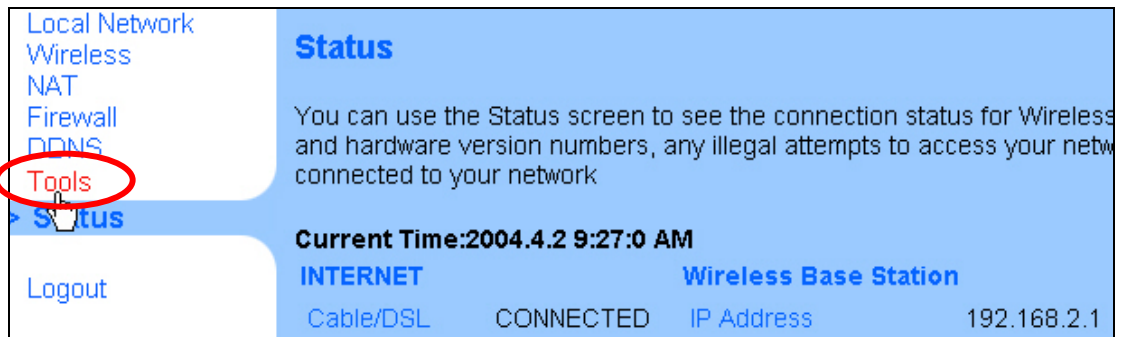 Local Network
Wireless
NAT
Firewall
DDNS
Tools
> Status
Logout
Status
You can use the Status screen to see the connection status for Wireless
and hardware version numbers, any illegal attempts to access your
connected to your network
Current Time:2004.4.2 9:27:0 AM
INTERNET Wireless Base Station
Cable/DSL CONNECTED IP Address 192.168.2.1